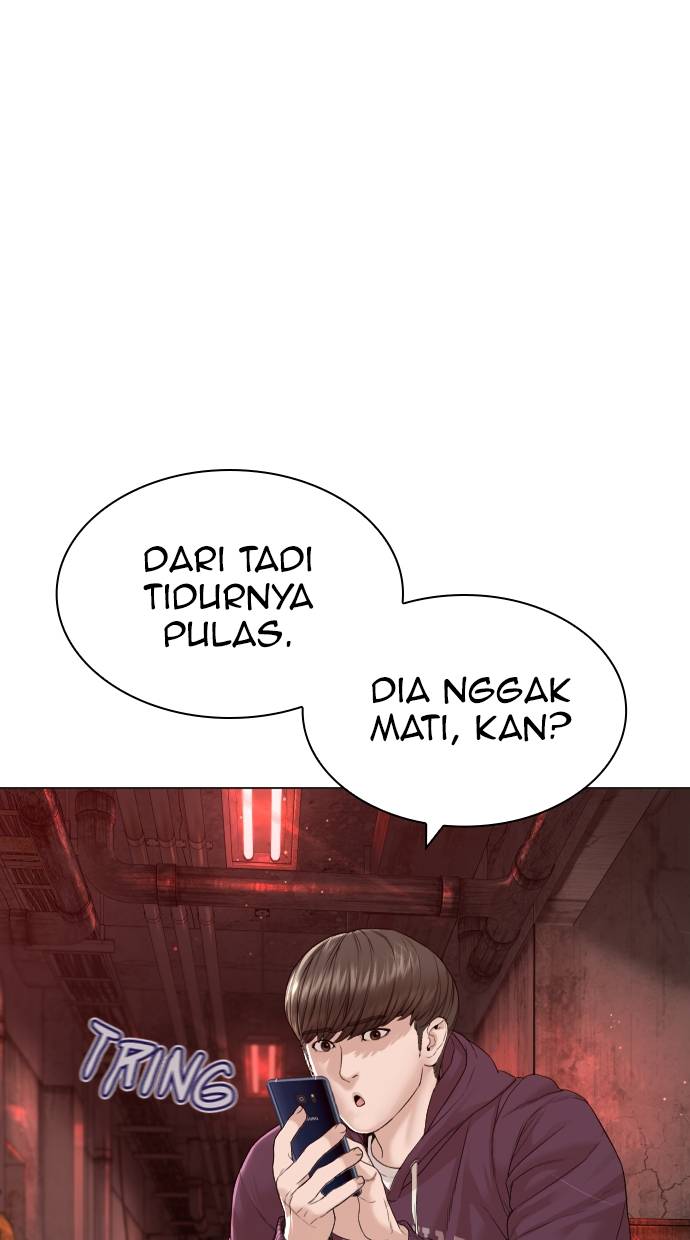 DARI TADI
TIDURNYA
PULAS.
DIA NGGAK
MATI, KAN?
TRING